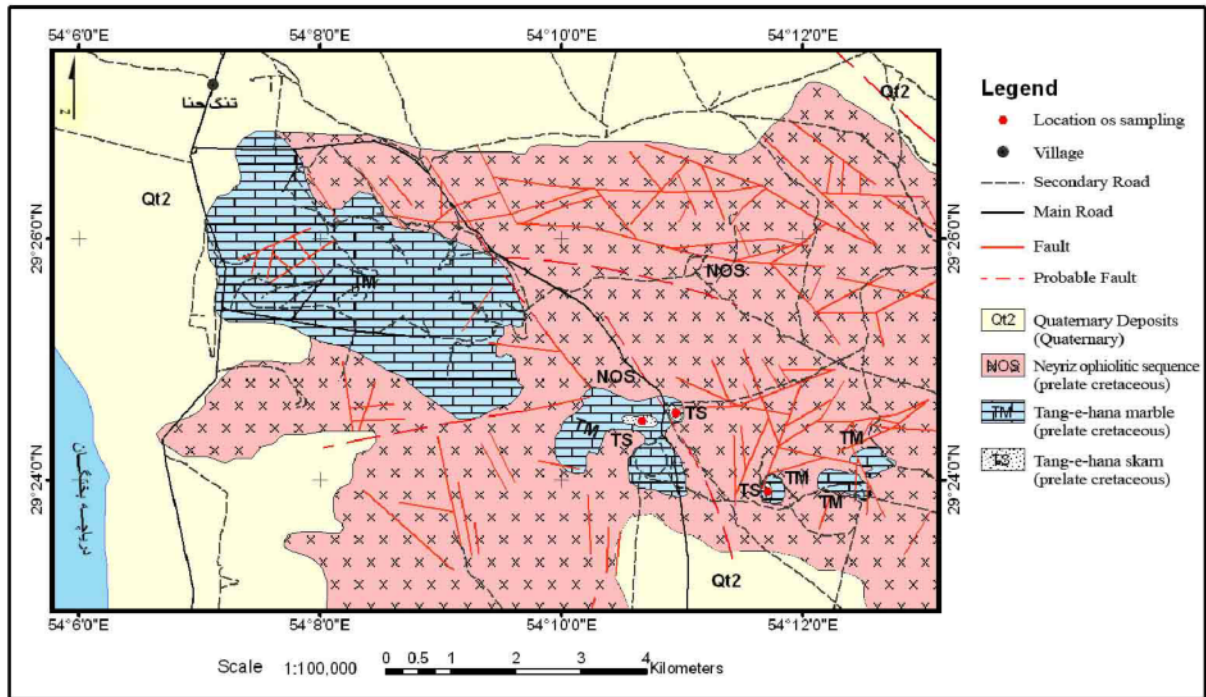 54°6'0"E
54°8'0"E
54°10'0"E
54°12'0"E
z
تنک حنا
Qt2
Qt2
29°26'0"N
29°26'0"N
TM
NOS
NOS
TS
TM
TS
TM
TS
TM
TM
29°24'0"N
29°24'0"N
Qt2
دریاچه بختگان
54°6'0"E
54°8'0"E
54°10'0"E
54°12'0"E
Scale 1:100,000
0 0.5 1 2 3 4
Kilometers
Legend
Location os sampling
Village
Secondary Road
Main Road
Fault
Probable Fault
Qt2 Quaternary Deposits
(Quaternary)
NOS Neyriz ophiolitic sequence
(prelate cretaceous)
TM Tang-e-hana marble
(prelate cretaceous)
TS Tang-e-hana skarn
(prelate cretaceous)